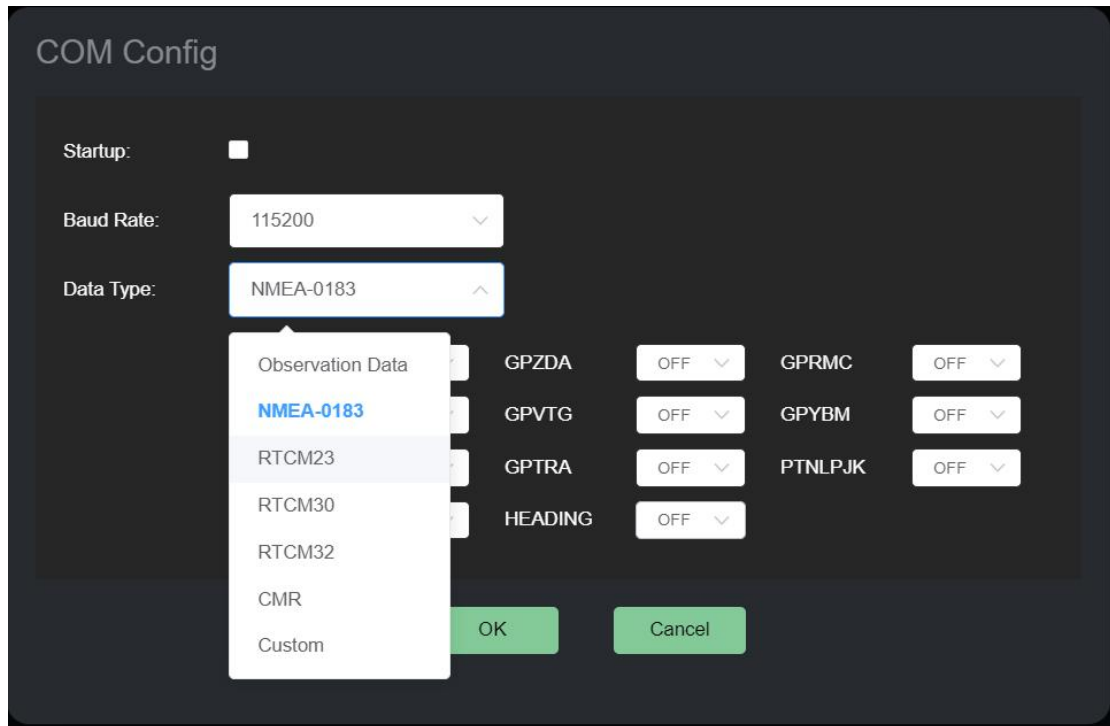 COM Config
Startup:
Baud Rate: 115200
Data Type: NMEA-0183
Observation Data
NMEA-0183
RTCM23
RTCM30
RTCM32
CMR
Custom
GPZDA OFF GPRMC OFF
GPVTG OFF GPYBM OFF
GPTRA OFF PTNLPJK OFF
HEADING OFF
OK Cancel